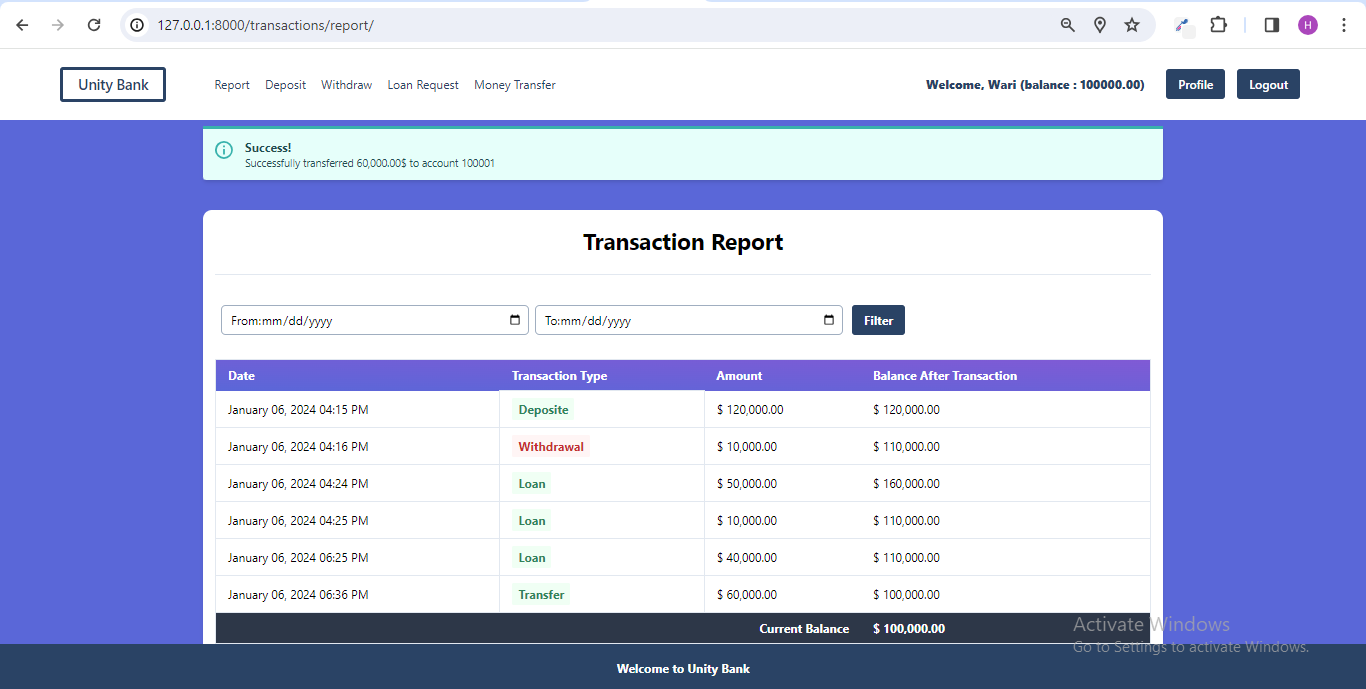 127.0.0.1:8000/transactions/report/
H
Unity Bank Report Deposit Withdraw Loan Request Money Transfer Welcome, Wari (balance : 100000.00) Profile Logout
Success!
Successfully transferred 60,000.00$ to account 100001
Transaction Report
From:mm/dd/yyyy To:mm/dd/yyyy Filter
Date Transaction Type Amount Balance After Transaction
January 06, 2024 04:15 PM Deposite $ 120,000.00 $ 120,000.00
January 06, 2024 04:16 PM Withdrawal $ 10,000.00 $ 110,000.00
January 06, 2024 04:24 PM Loan $ 50,000.00 $ 160,000.00
January 06, 2024 04:25 PM Loan $ 10,000.00 $ 110,000.00
January 06, 2024 06:25 PM Loan $ 40,000.00 $ 110,000.00
January 06, 2024 06:36 PM Transfer $ 60,000.00 $ 100,000.00
Current Balance $ 100,000.00
Activate Windows
Go to Settings to activate Windows.
Welcome to Unity Bank